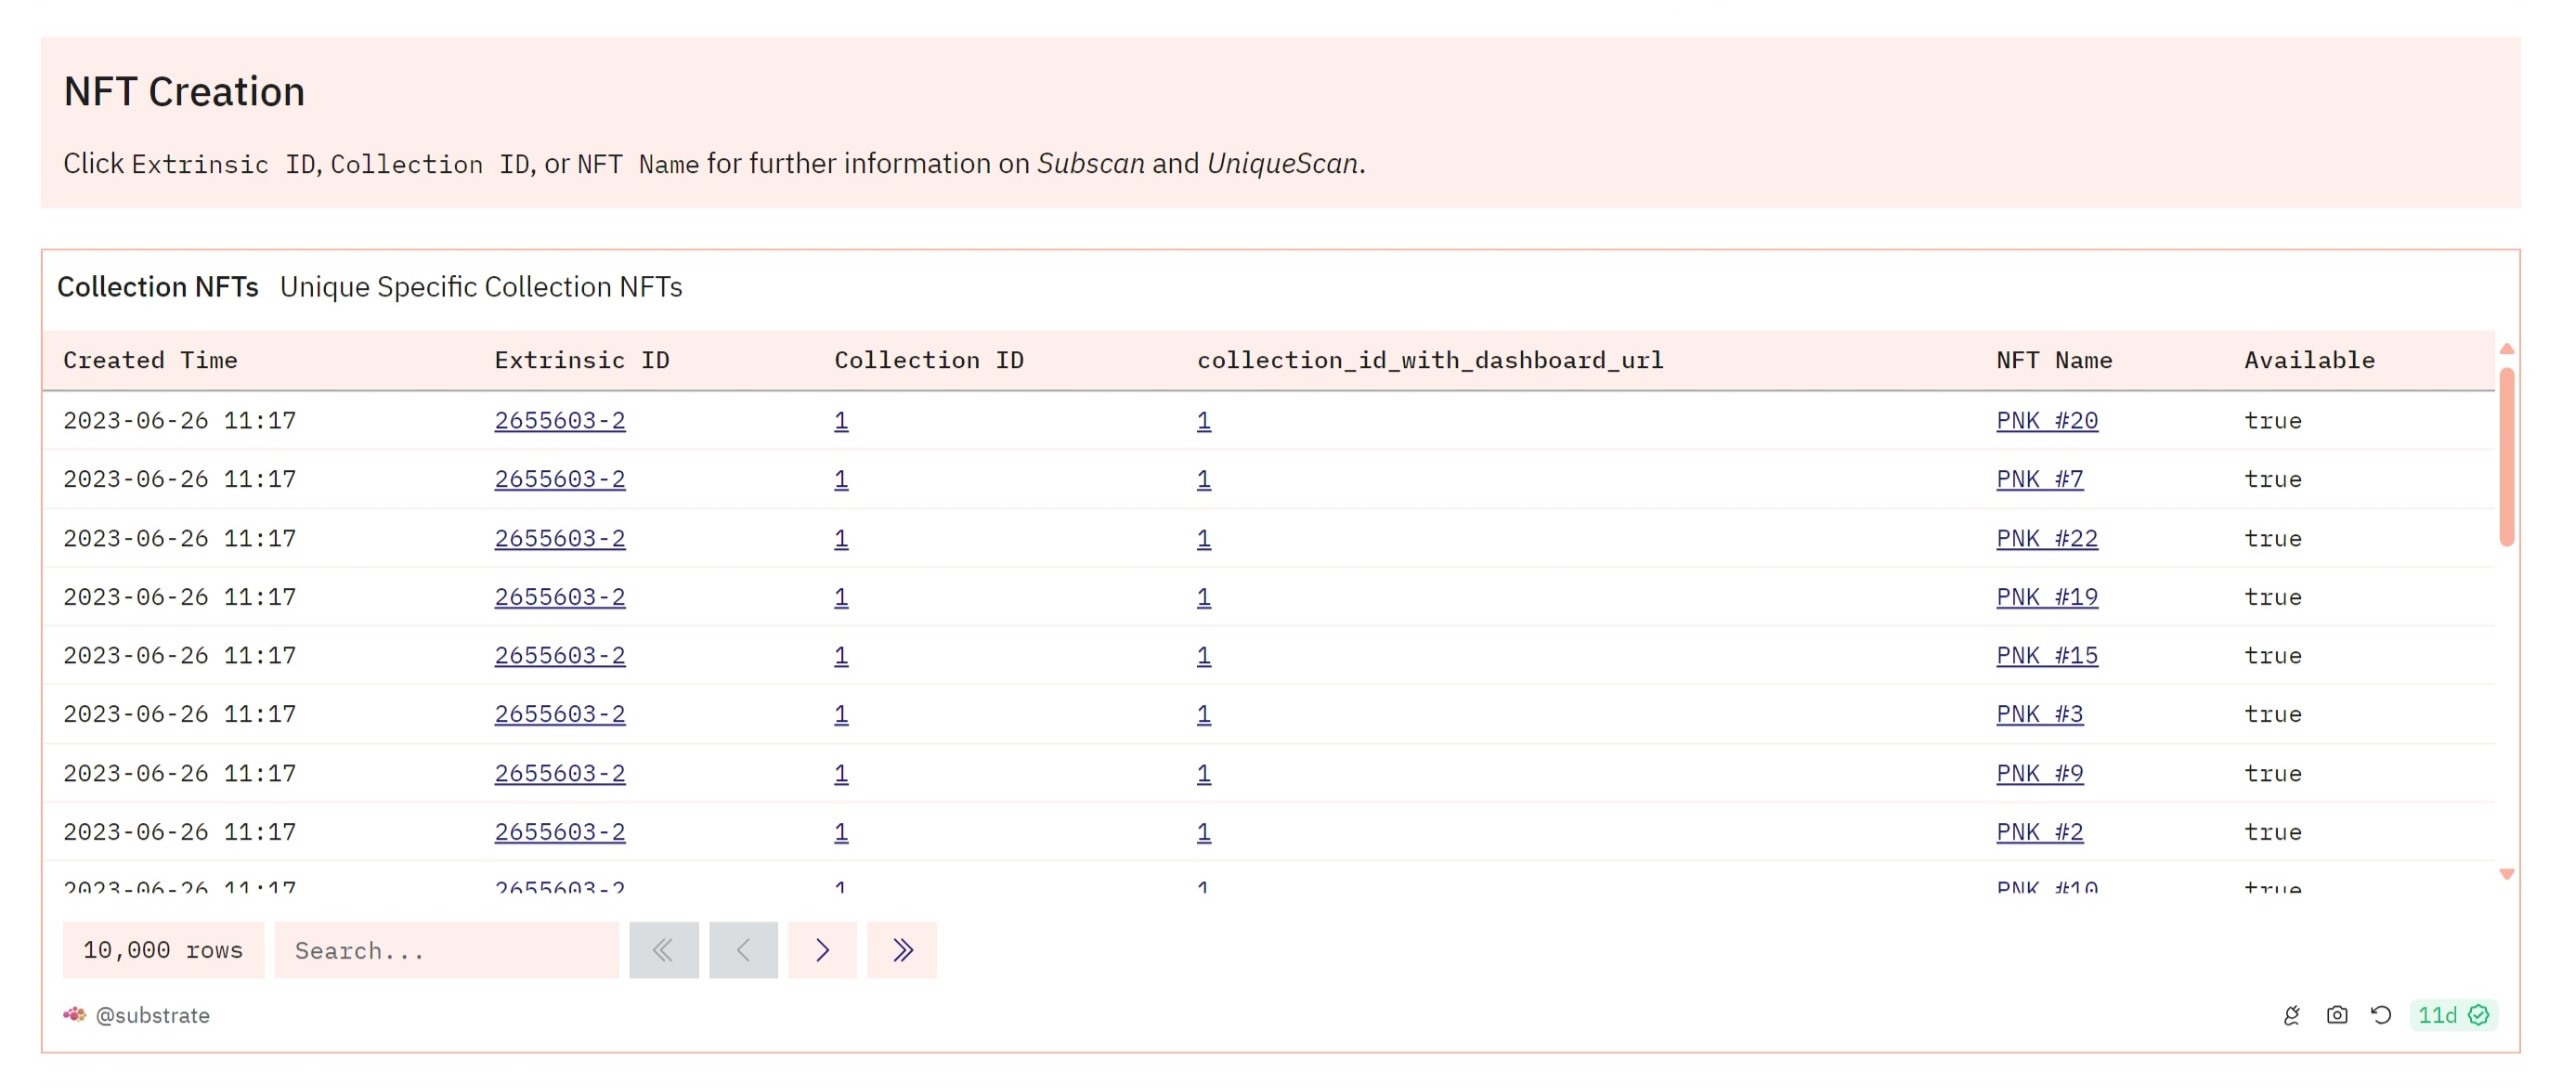 NFT Creation
Click Extrinsic ID, Collection ID, or NFT Name for further information on Subscan and UniqueScan.
Collection NFTs Unique Specific Collection NFTs
Created Time Extrinsic ID Collection ID collection_id_with_dashboard_url NFT Name Available
2023-06-26 11:17 2655603-2 1 1 PNK #20 true
2023-06-26 11:17 2655603-2 1 1 PNK #7 true
2023-06-26 11:17 2655603-2 1 1 PNK #22 true
2023-06-26 11:17 2655603-2 1 1 PNK #19 true
2023-06-26 11:17 2655603-2 1 1 PNK #15 true
2023-06-26 11:17 2655603-2 1 1 PNK #3 true
2023-06-26 11:17 2655603-2 1 1 PNK #9 true
2023-06-26 11:17 2655603-2 1 1 PNK #2 true
2023-06-26 11:17 2655603-2 1 1 PNK #10 true
10,000 rows Search...
@substrate 11d